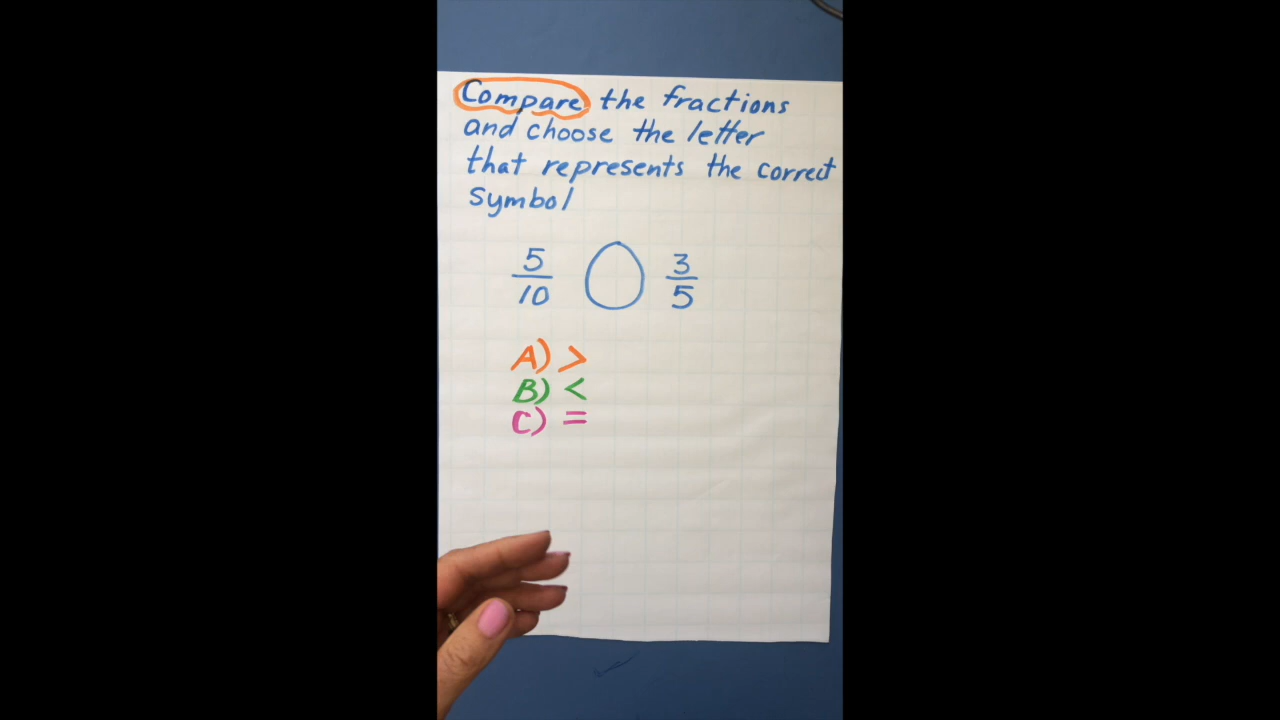 Compare the fractions
and choose the letter
that represents the correct
Symbol
5/10 3/5
A) >
B) <
C) =